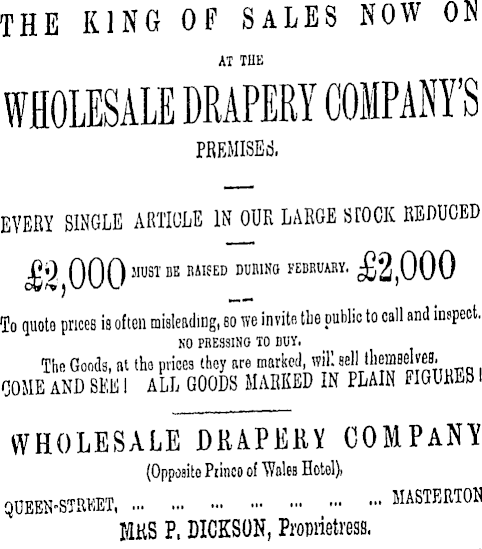 THE KING OF SALES NOW ON
AT THE
WHOLESALE DRAPERY COMPANY'S
PREMISES.
EVERY SINGLE ARTICLE IN OUR LARGE STOCK REDUCED
£2,000 MUST BE RAISED DURING FEBRUARY. £2,000
To quote prices is often misleading, so we invite the public to call and inspect.
NO PRESSING TO BUY.
The Goods, at the prices they are marked, will sell themselves.
COME AND SEE! ALL GOODS MARKED IN PLAIN FIGURES!
WHOLESALE DRAPERY COMPANY
(Opposite Prince of Wales Hotel),
QUEEN-STREET, ... ... ... ... ... ... ... MASTERTON
MRS P. DICKSON, Proprietress.